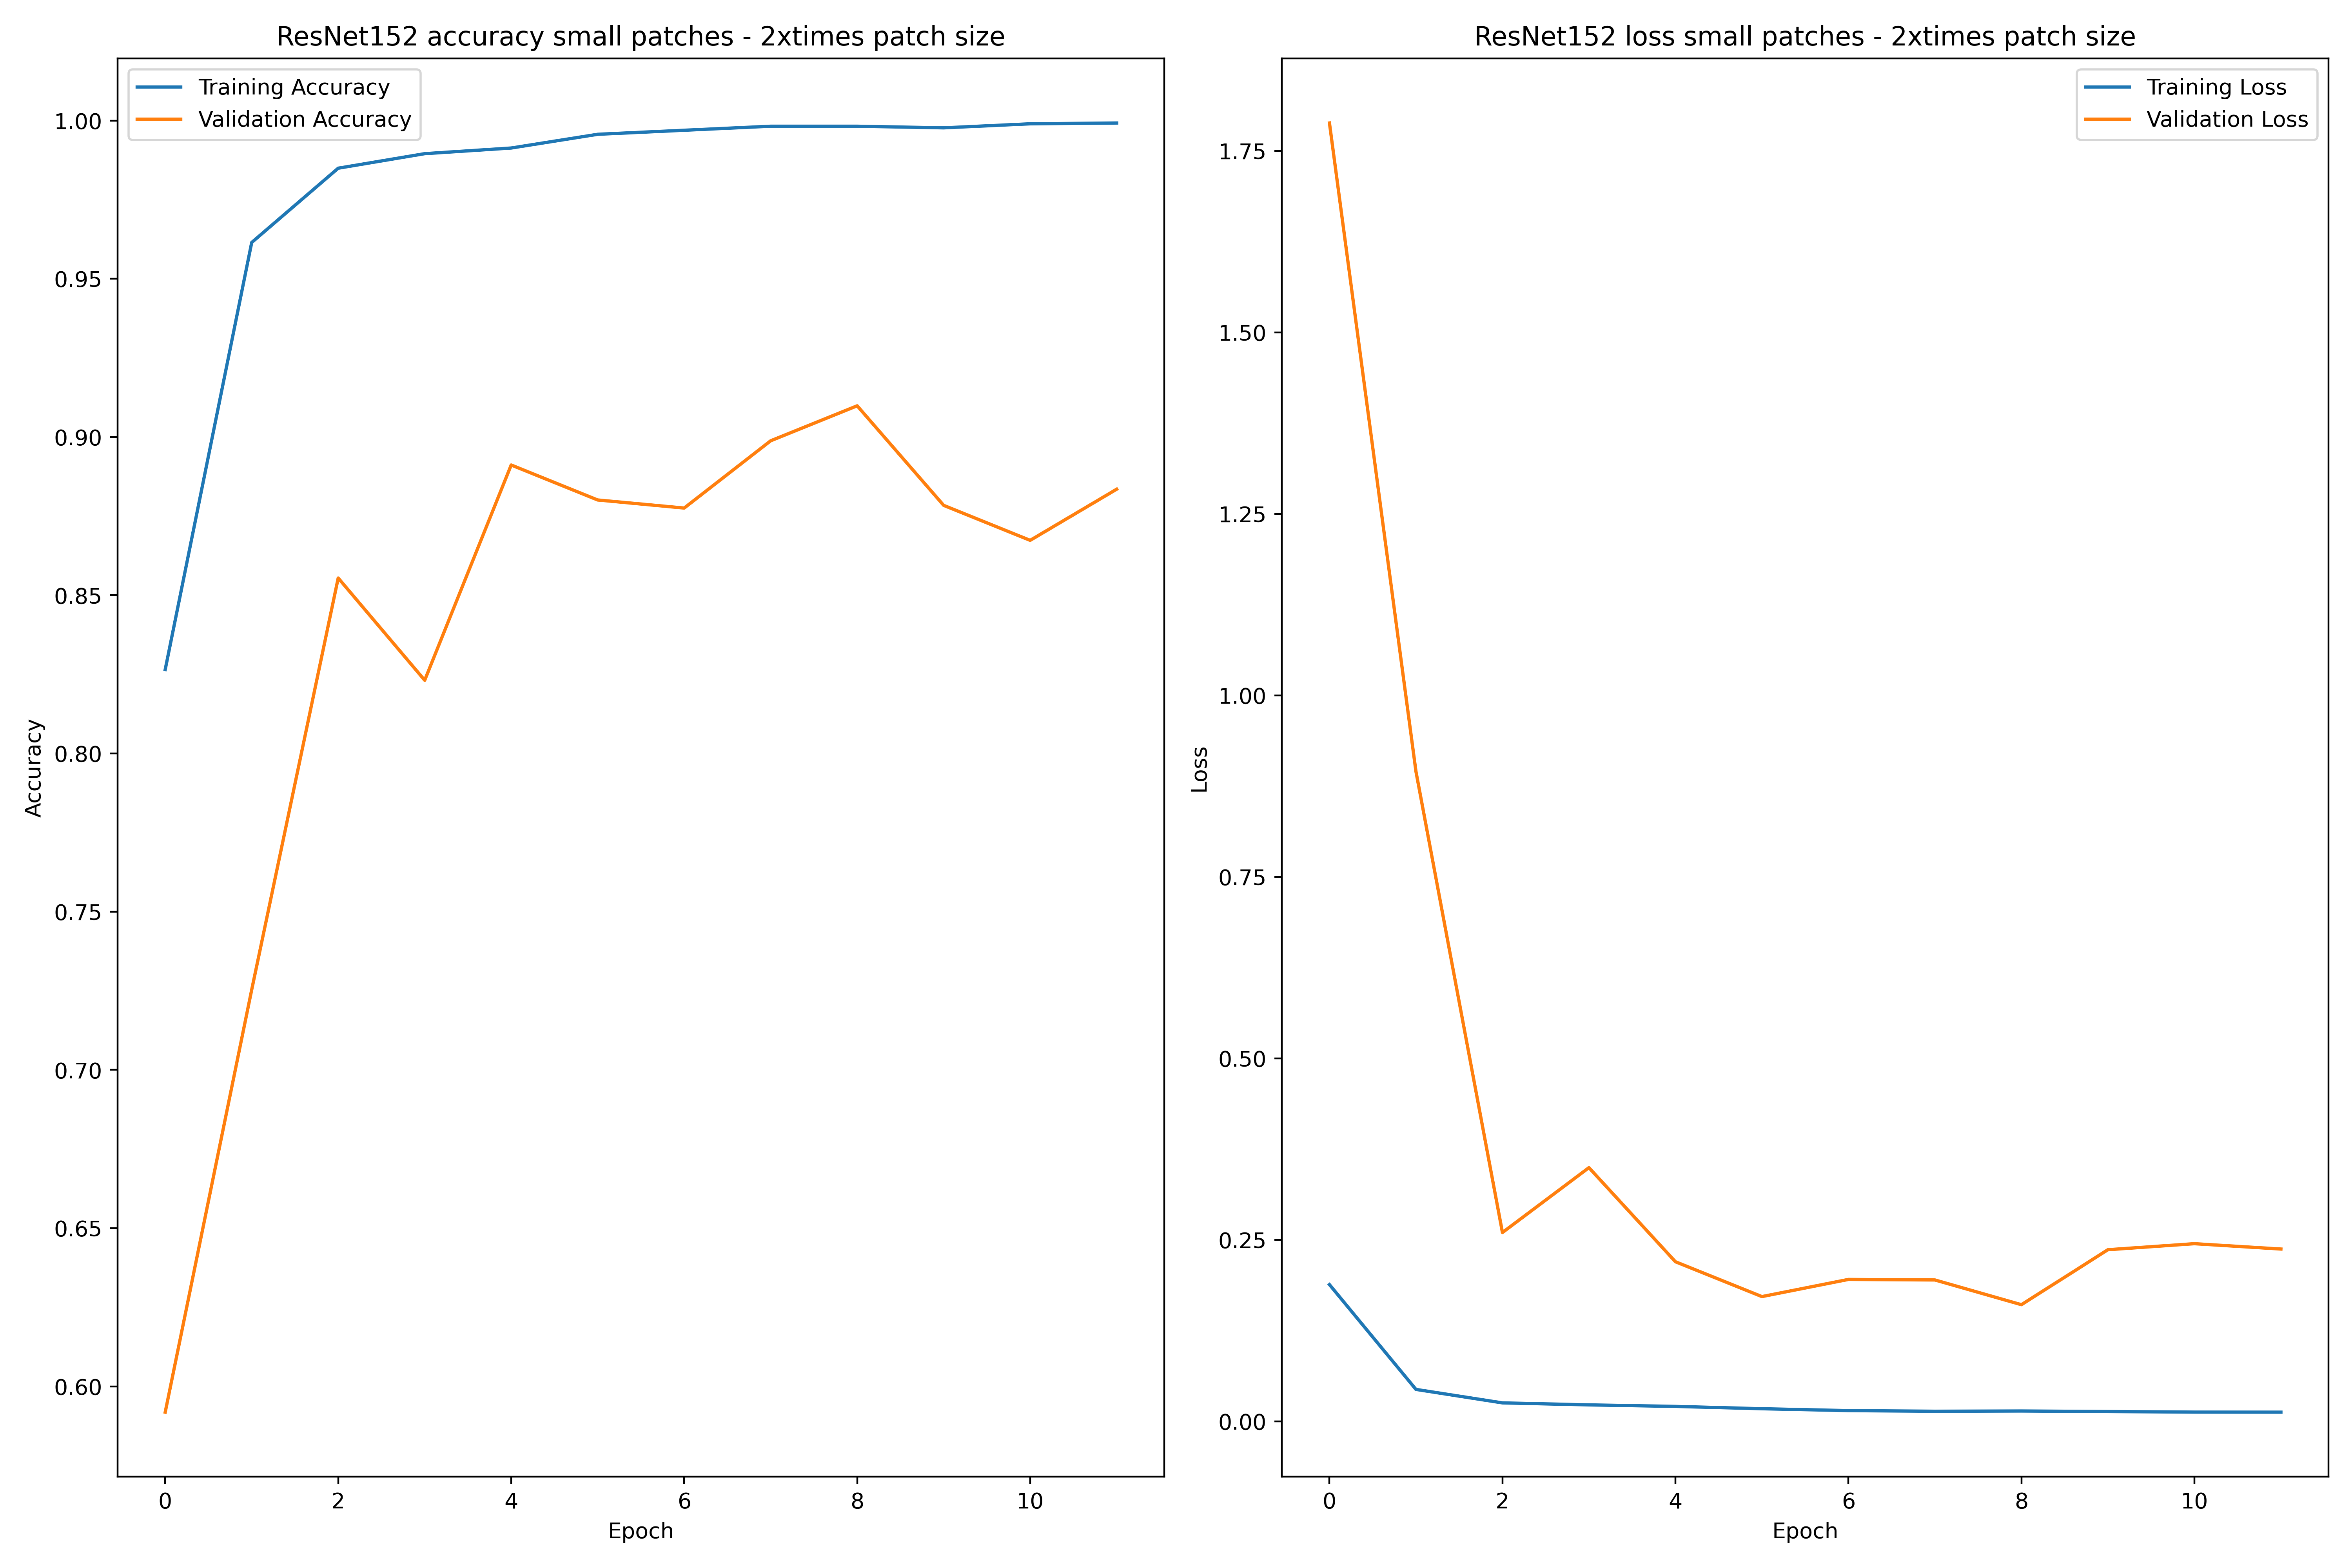 ResNet152 accuracy small patches - 2xtimes patch size
Training Accuracy
Validation Accuracy
1.00
0.95
0.90
0.85
0.80
0.75
0.70
0.65
0.60
Accuracy
0 2 4 6 8 10
Epoch
ResNet152 loss small patches - 2xtimes patch size
Training Loss
Validation Loss
1.75
1.50
1.25
1.00
0.75
0.50
0.25
0.00
Loss
0 2 4 6 8 10
Epoch